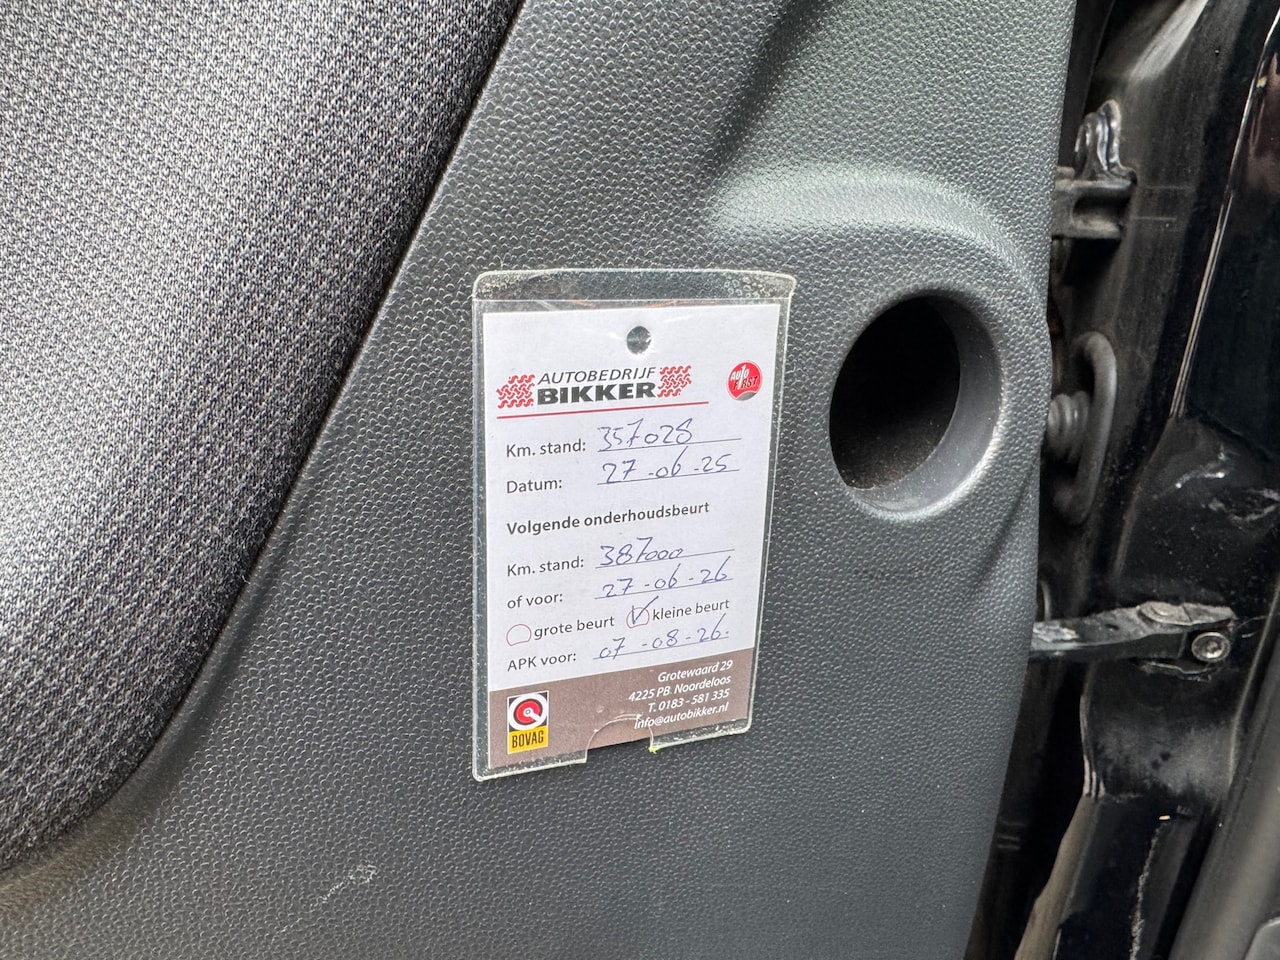 AUTOBEDRIJF
BIKKER
AUTO
FIRST
Km. stand: 357028
Datum: 27-06-25
Volgende onderhoudsbeurt
Km. stand: 387000
of voor: 27-06-26
grote beurt kleine beurt
APK voor: 07-08-26.
Grotewaard 29
4225 PB Noordeloos
T. 0183 - 581 335
info@autobikker.nl
BOVAG